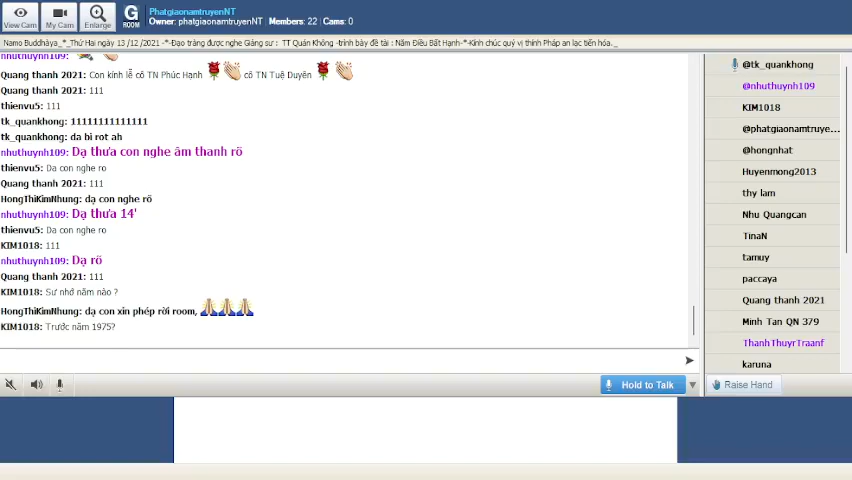 View Cam
My Cam
Enlarge
G
ROOM
PhatgiaonamtruyenNT
Owner: phatgiaonamtruyenNT Members: 22 Cams: 0
Namo Buddhàya_*_Thứ Hai ngày 13 /12 /2021 -*-Đạo tràng được nghe Giảng sư : TT Quán Không -trình bày đề tài : Năm Điều Bất Hạnh-*-Kính chúc quý vị thính Pháp an lạc tiến hóa._
nhuthuynh109:
Quang thanh 2021: Con kính lễ cô TN Phúc Hạnh cô TN Tuệ Duyên
Quang thanh 2021: 111
thienvu5: 111
tk_quankhong: 11111111111111
tk_quankhong: da bi rot ah
nhuthuynh109: Dạ thưa con nghe âm thanh rõ
thienvu5: Da con nghe ro
Quang thanh 2021: 111
HongThiKimNhung: dạ con nghe rõ
nhuthuynh109: Dạ thưa 14'
thienvu5: Da con nghe ro
KIM1018: 111
nhuthuynh109: Dạ rõ
Quang thanh 2021: 111
KIM1018: Sư nhớ năm nào ?
HongThiKimNhung: dạ con xin phép rời room,
KIM1018: Trước năm 1975?
Hold to Talk
@tk_quankhong
@nhuthuynh109
KIM1018
@phatgiaonamtruye...
@hongnhat
Huyenmong2013
thy lam
Nhu Quangcan
TinaN
tamuy
paccaya
Quang thanh 2021
Minh Tan QN 379
ThanhThuyrTraanf
karuna
Raise Hand